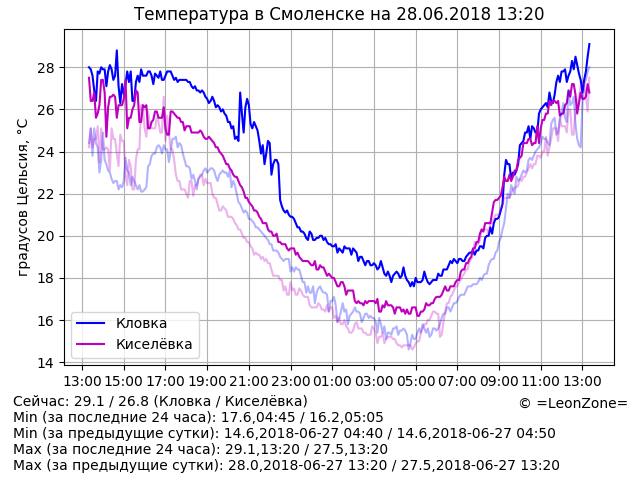 Температура в Смоленске на 28.06.2018 13:20
градусов Цельсия, °C
28
26
24
22
20
18
16
14
Кловка
Киселёвка
13:00 15:00 17:00 19:00 21:00 23:00 01:00 03:00 05:00 07:00 09:00 11:00 13:00
Сейчас: 29.1 / 26.8 (Кловка / Киселёвка)
© =LeonZone=
Min (за последние 24 часа): 17.6,04:45 / 16.2,05:05
Min (за предыдущие сутки): 14.6,2018-06-27 04:40 / 14.6,2018-06-27 04:50
Max (за последние 24 часа): 29.1,13:20 / 27.5,13:20
Max (за предыдущие сутки): 28.0,2018-06-27 13:20 / 27.5,2018-06-27 13:20